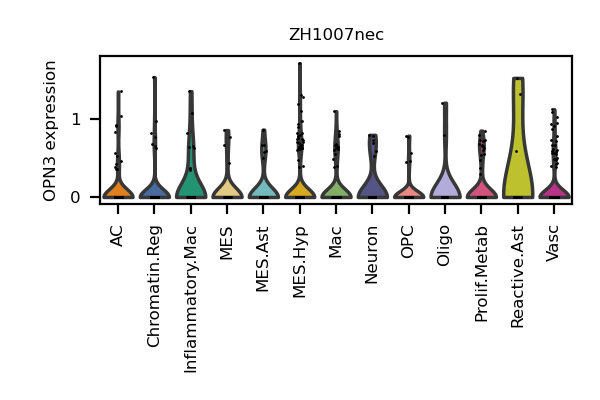 ZH1007nec
OPN3 expression
1
0
AC
Chromatin.Reg
Inflammatory.Mac
MES
MES.Ast
MES.Hyp
Mac
Neuron
OPC
Oligo
Prolif.Metab
Reactive.Ast
Vasc